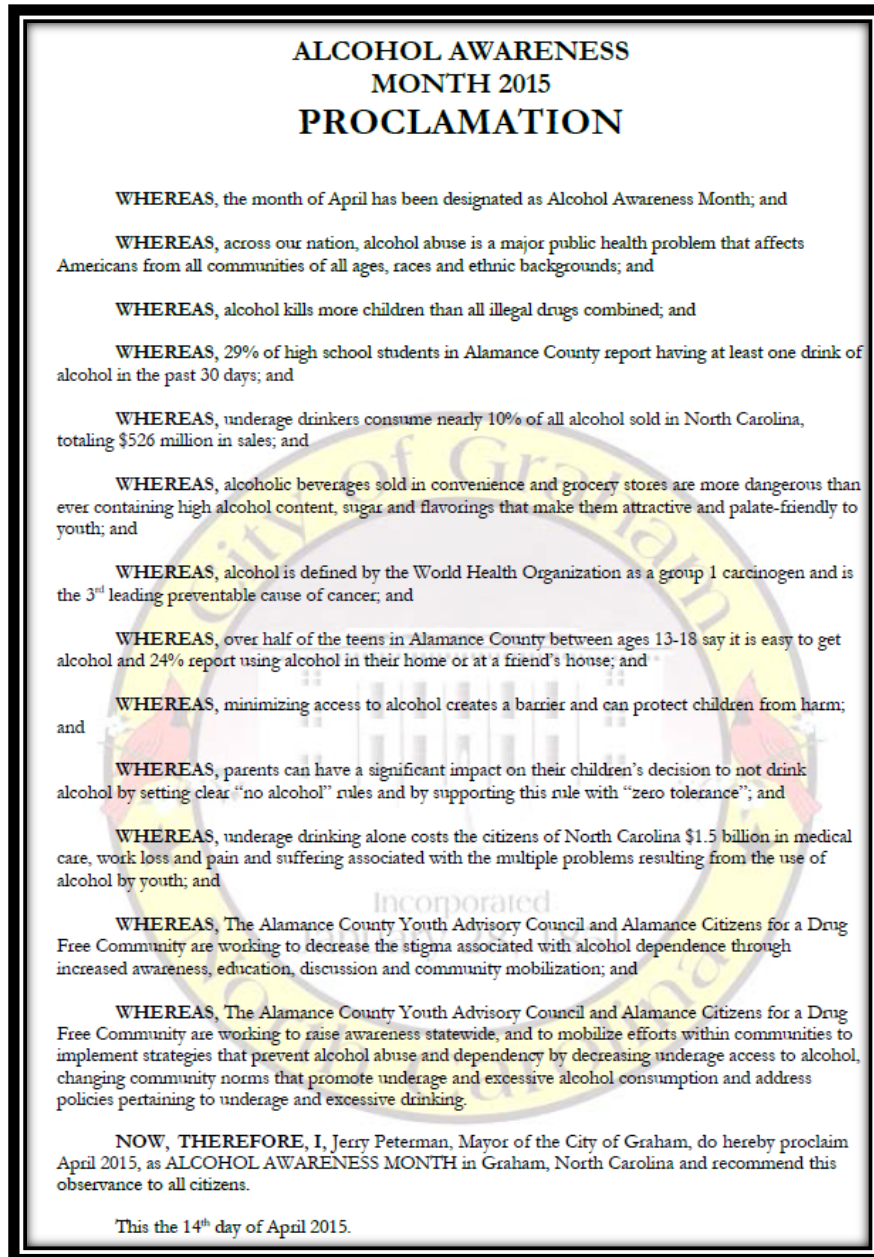 ALCOHOL AWARENESS
MONTH 2015
PROCLAMATION
WHEREAS, the month of April has been designated as Alcohol Awareness Month; and
WHEREAS, across our nation, alcohol abuse is a major public health problem that affects
Americans from all communities of all ages, races and ethnic backgrounds; and
WHEREAS, alcohol kills more children than all illegal drugs combined; and
WHEREAS, 29% of high school students in Alamance County report having at least one drink of
alcohol in the past 30 days; and
WHEREAS, underage drinkers consume nearly 10% of all alcohol sold in North Carolina,
totaling $526 million in sales; and
WHEREAS, alcoholic beverages sold in convenience and grocery stores are more dangerous than
ever containing high alcohol content, sugar and flavorings that make them attractive and palate-friendly to
youth; and
WHEREAS, alcohol is defined by the World Health Organization as a group 1 carcinogen and is
the 3rd leading preventable cause of cancer; and
WHEREAS, over half of the teens in Alamance County between ages 13-18 say it is easy to get
alcohol and 24% report using alcohol in their home or at a friend's house; and
WHEREAS, minimizing access to alcohol creates a barrier and can protect children from harm;
and
WHEREAS, parents can have a significant impact on their children's decision to not drink
alcohol by setting clear "no alcohol" rules and by supporting this rule with "zero tolerance"; and
WHEREAS, underage drinking alone costs the citizens of North Carolina $1.5 billion in medical
care, work loss and pain and suffering associated with the multiple problems resulting from the use of
alcohol by youth; and
WHEREAS, The Alamance County Youth Advisory Council and Alamance Citizens for a Drug
Free Community are working to decrease the stigma associated with alcohol dependence through
increased awareness, education, discussion and community mobilization; and
WHEREAS, The Alamance County Youth Advisory Council and Alamance Citizens for a Drug
Free Community are working to raise awareness statewide, and to mobilize efforts within communities to
implement strategies that prevent alcohol abuse and dependency by decreasing underage access to alcohol,
changing community norms that promote underage and excessive alcohol consumption and address
policies pertaining to underage and excessive drinking.
NOW, THEREFORE, I, Jerry Peterman, Mayor of the City of Graham, do hereby proclaim
April 2015, as ALCOHOL AWARENESS MONTH in Graham, North Carolina and recommend this
observance to all citizens.
This the 14th day of April 2015.
City of Graham
Incorporated
January
North Carolina